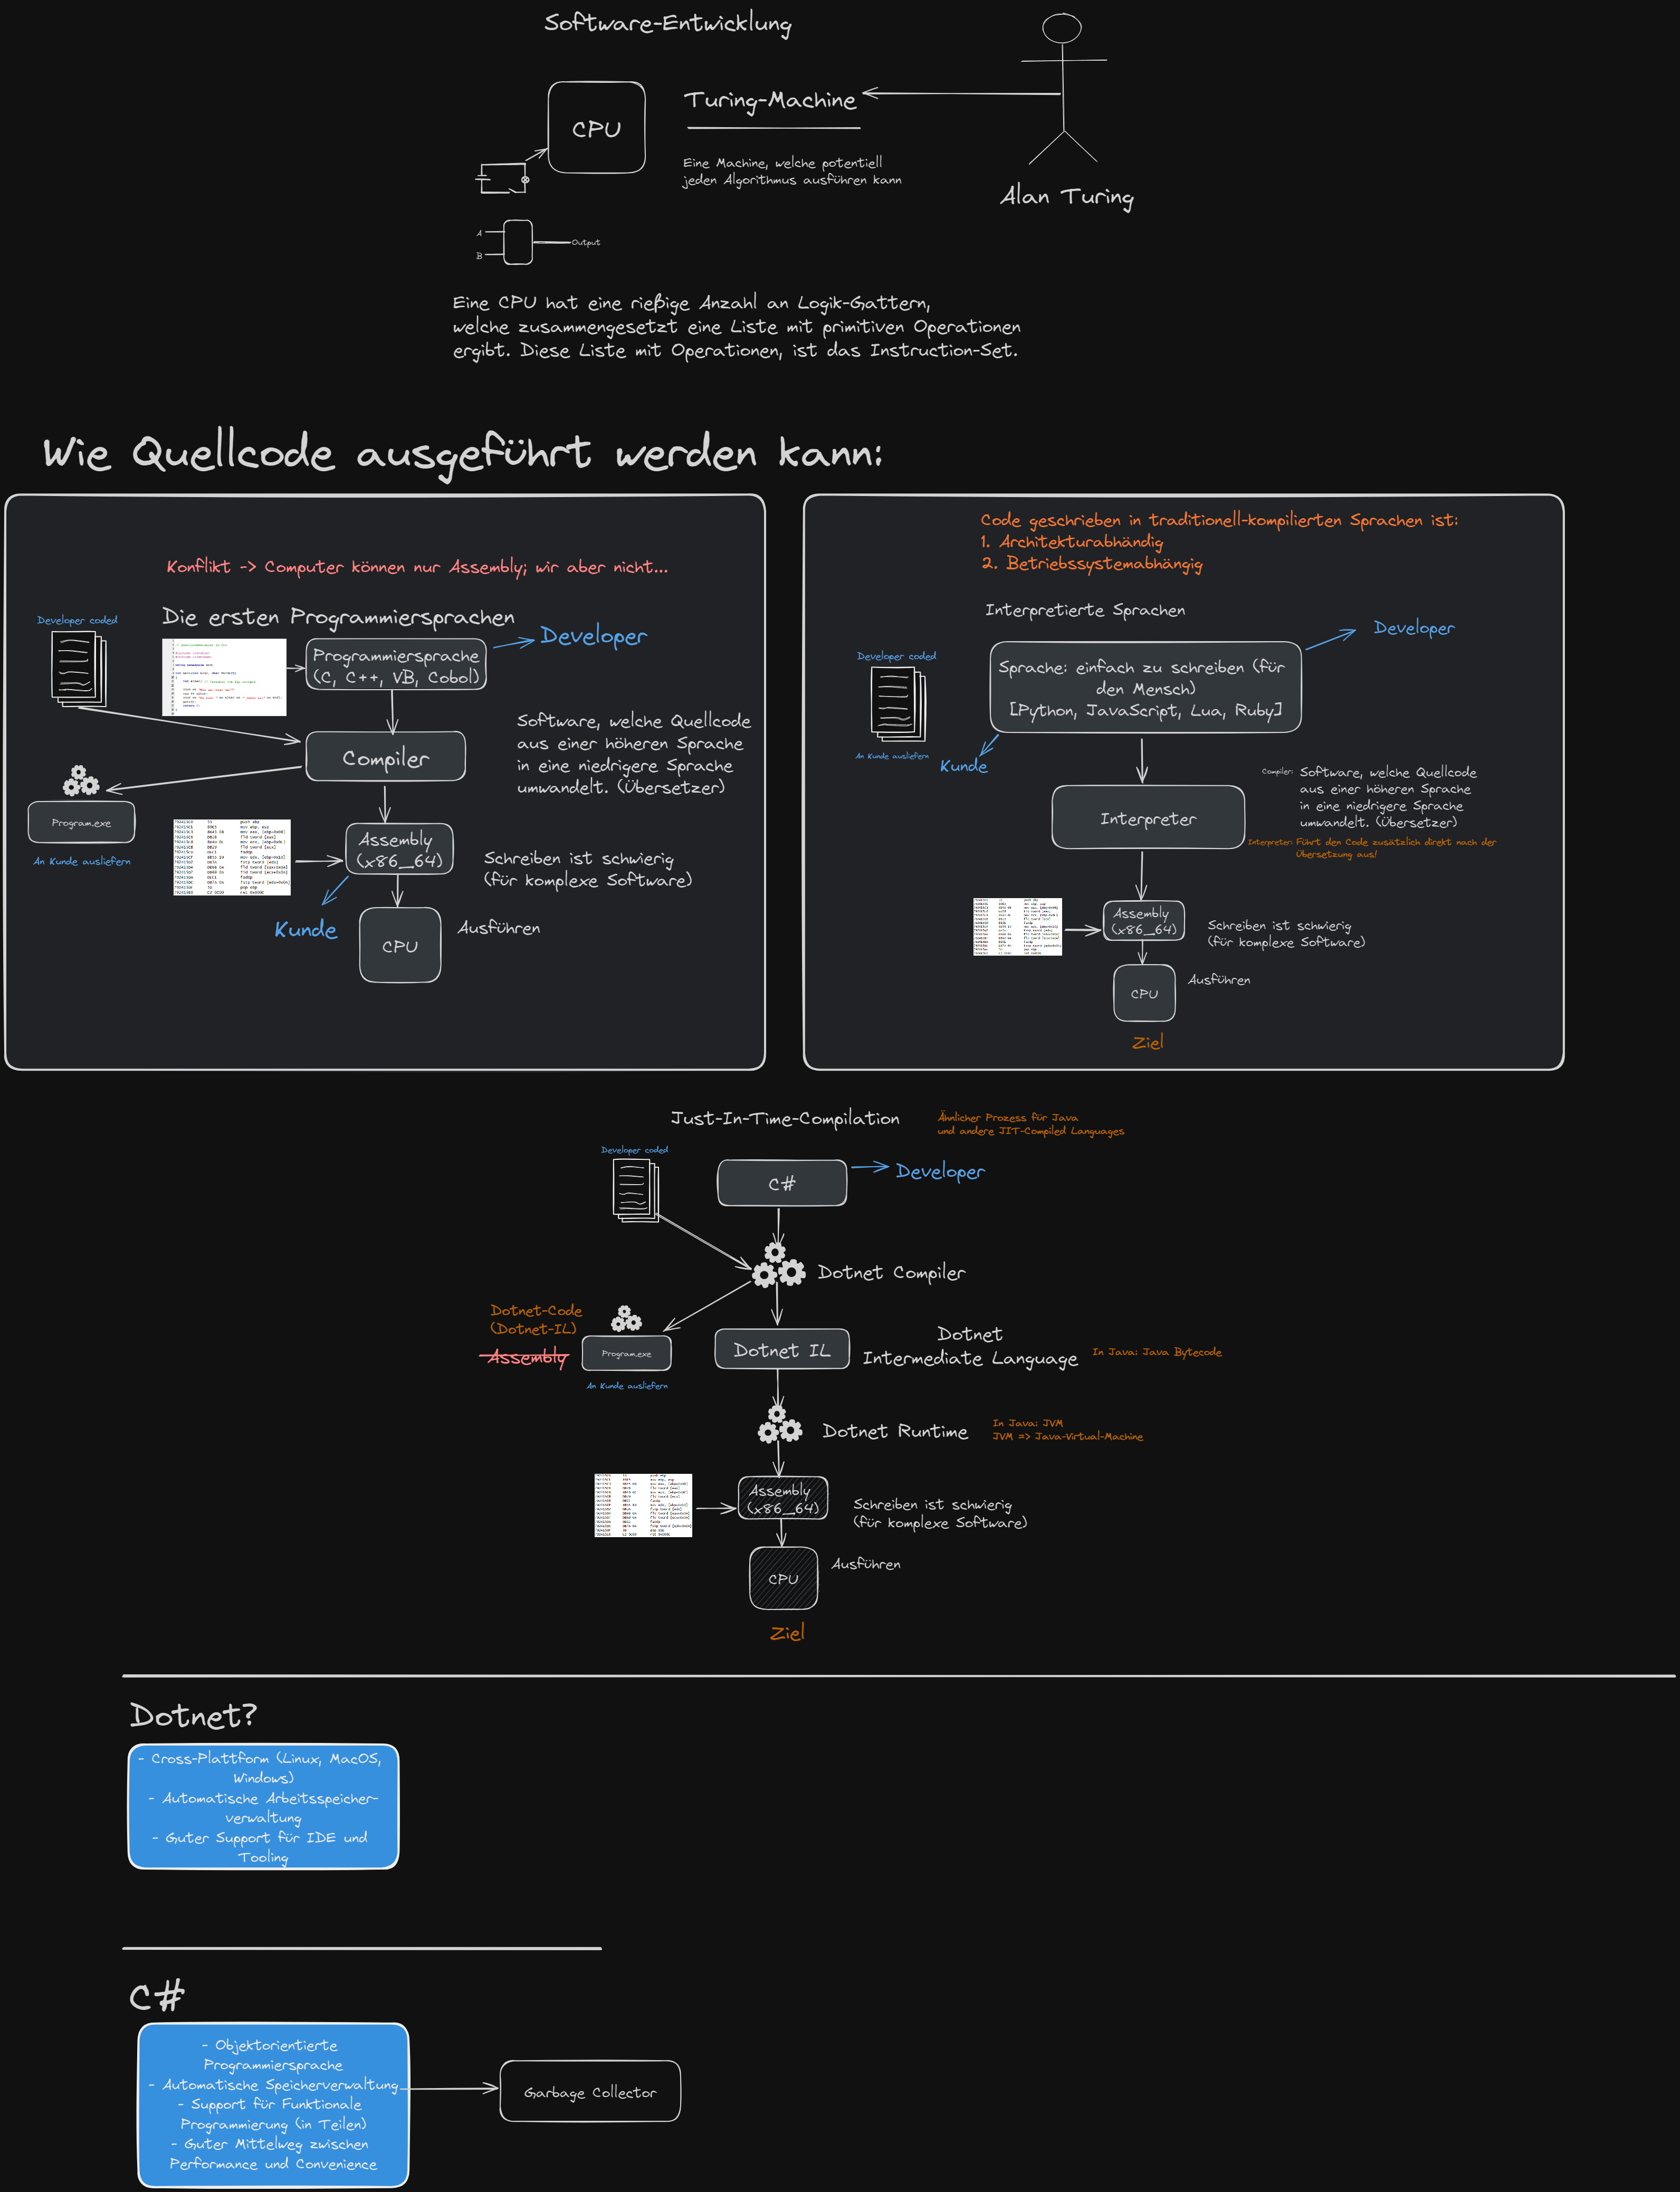 Software-Entwicklung
CPU
Turing-Machine
Eine Machine, welche potentiell
jeden Algorithmus ausführen kann
Alan Turing
A
B
Output
Eine CPU hat eine rießige Anzahl an Logik-Gattern,
welche zusammengesetzt eine Liste mit primitiven Operationen
ergibt. Diese Liste mit Operationen, ist das Instruction-Set.
Wie Quellcode ausgeführt werden kann:
Konflikt -> Computer können nur Assembly; wir aber nicht...
Developer coded
Die ersten Programmiersprachen
Developer
Programmiersprache
(C, C++, VB, Cobol)
Compiler
Software, welche Quellcode
aus einer höheren Sprache
in eine niedrigere Sprache
umwandelt. (Übersetzer)
Program.exe
An Kunde ausliefern
Assembly
(x86_64)
Schreiben ist schwierig
(für komplexe Software)
Kunde
CPU
Ausführen
Code geschrieben in traditionell-kompilierten Sprachen ist:
1. Architekturabhändig
2. Betriebssystemabhängig
Interpretierte Sprachen
Developer
Developer coded
Sprache: einfach zu schreiben (für
den Mensch)
[Python, JavaScript, Lua, Ruby]
An Kunde ausliefern
Kunde
Interpreter
Compiler:
Software, welche Quellcode
aus einer höheren Sprache
in eine niedrigere Sprache
umwandelt. (Übersetzer)
Interpreter:
Führt den Code zusätzlich direkt nach der
Übersetzung aus!
Assembly
(x86_64)
Schreiben ist schwierig
(für komplexe Software)
CPU
Ausführen
Ziel
Just-In-Time-Compilation
Ähnlicher Prozess für Java
und andere JIT-Compiled Languages
Developer coded
C#
Developer
Dotnet Compiler
Dotnet-Code
(Dotnet-IL)
Assembly
Program.exe
An Kunde ausliefern
Dotnet IL
Dotnet
Intermediate Language
In Java: Java Bytecode
Dotnet Runtime
In Java: JVM
JVM => Java-Virtual-Machine
Assembly
(x86_64)
Schreiben ist schwierig
(für komplexe Software)
CPU
Ausführen
Ziel
Dotnet?
- Cross-Plattform (Linux, MacOS,
Windows)
- Automatische Arbeitsspeicher-
verwaltung
- Guter Support für IDE und
Tooling
C#
- Objektorientierte
Programmiersprache
- Automatische Speicherverwaltung
- Support für Funktionale
Programmierung (in Teilen)
- Guter Mittelweg zwischen
Performance und Convenience
Garbage Collector